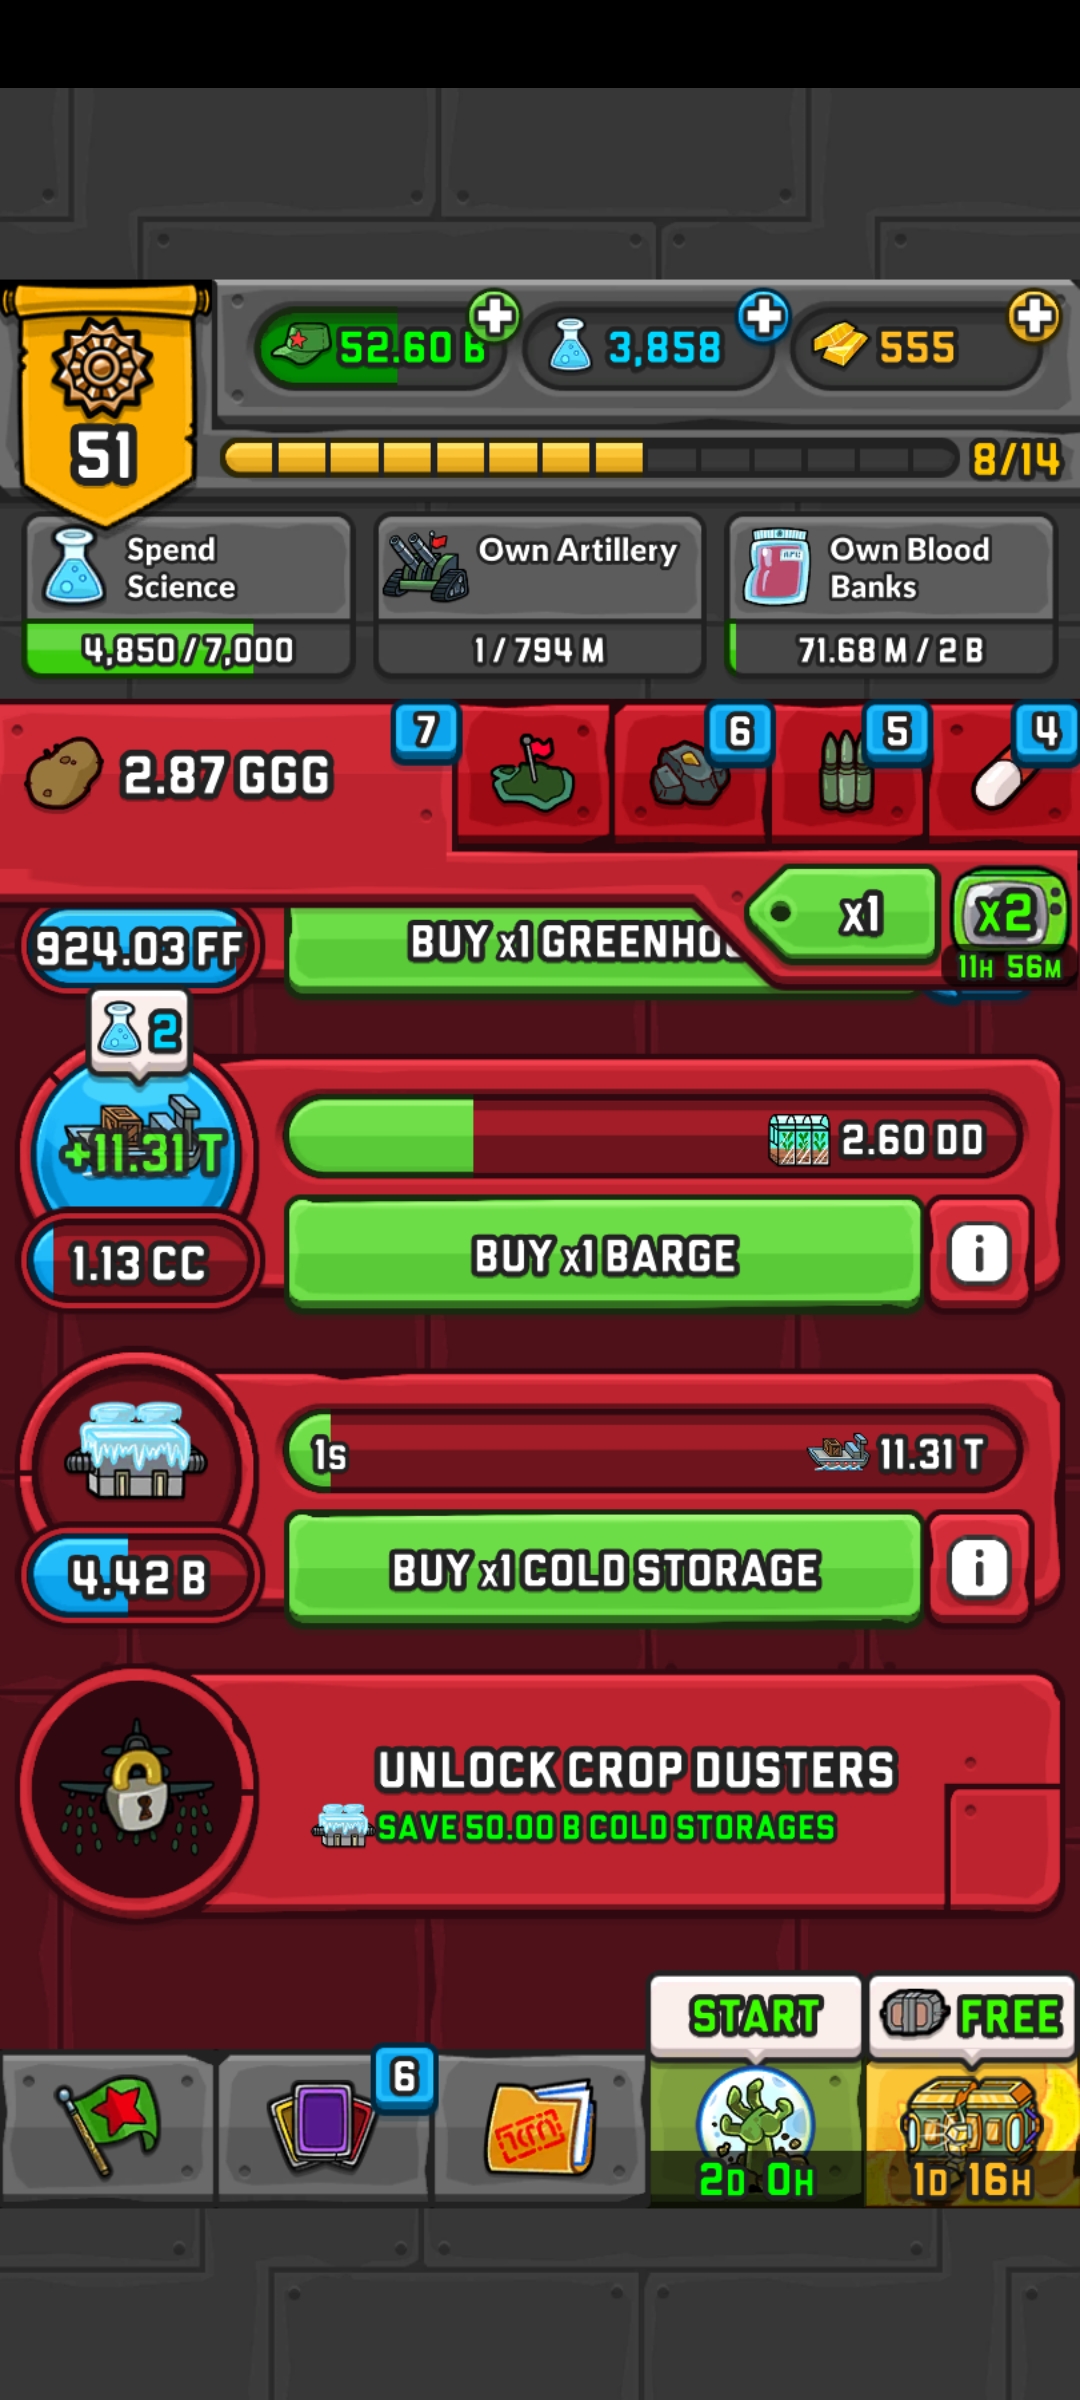 52.60 B
3,858
555
51
8/14
Spend
Science
4,850/7,000
Own Artillery
1/794 M
Own Blood
Banks
71.68 M / 2 B
2.87 GGG
7
6
5
4
x1
x2
11H 56M
924.03 FF
BUY x1 GREENHO
2
+11.31 T
2.60 DD
1.13 CC
BUY x1 BARGE
i
1s
11.31 T
4.42 B
BUY x1 COLD STORAGE
i
UNLOCK CROP DUSTERS
SAVE 50.00 B COLD STORAGES
START
FREE
6
2D 0H
1D 16H